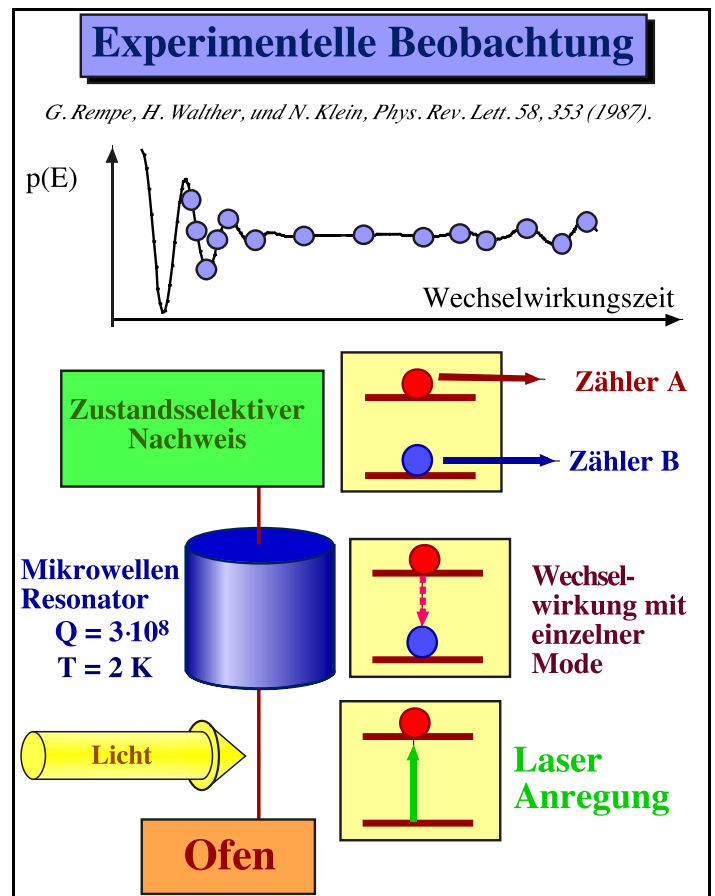 Experimentelle Beobachtung
G. Rempe, H. Walther, und N. Klein, Phys. Rev. Lett. 58, 353 (1987).
p(E)
Wechselwirkungszeit
Zustandsselektiver
Nachweis
Zähler A
Zähler B
Mikrowellen
Resonator
Q = 3·10⁸
T = 2 K
Wechsel-
wirkung mit
einzelner
Mode
Licht
Laser
Anregung
Ofen